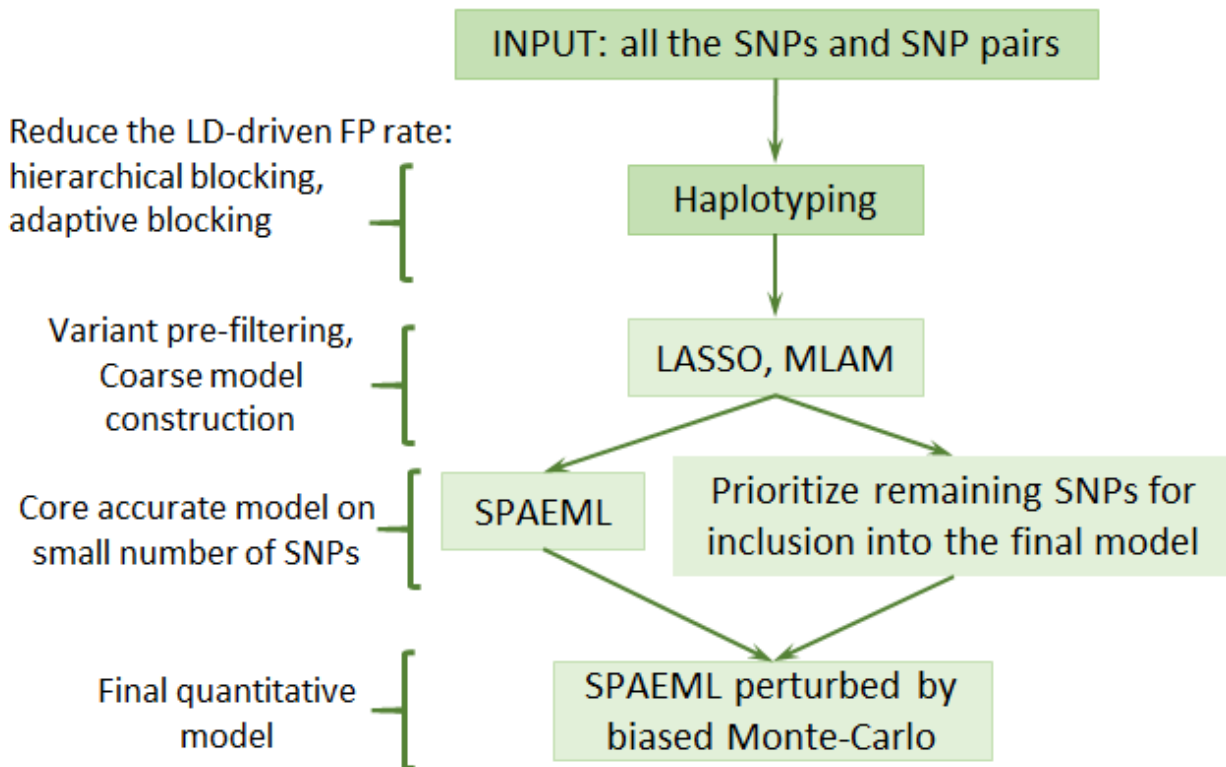 INPUT: all the SNPs and SNP pairs
Reduce the LD-driven FP rate:
hierarchical blocking,
adaptive blocking
Haplotyping
Variant pre-filtering,
Coarse model
construction
LASSO, MLAM
Core accurate model on
small number of SNPs
SPAEML
Prioritize remaining SNPs for
inclusion into the final model
Final quantitative
model
SPAEML perturbed by
biased Monte-Carlo